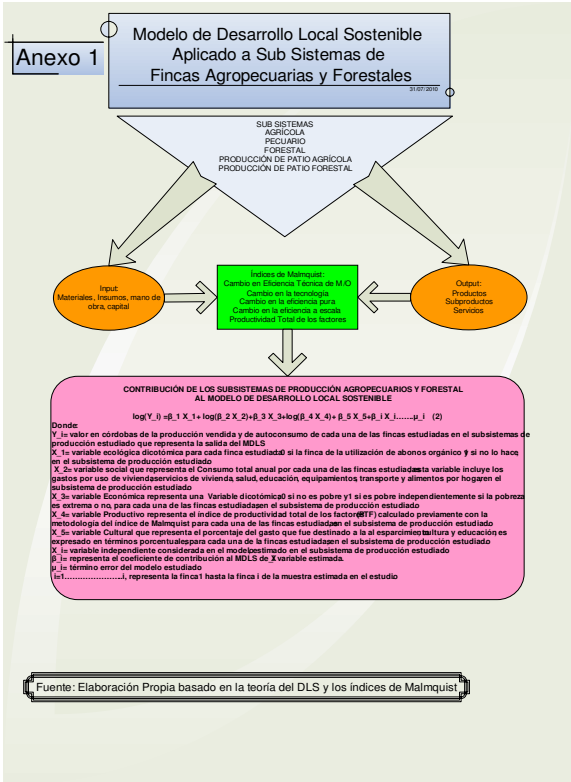 Anexo 1
Modelo de Desarrollo Local Sostenible
Aplicado a Sub Sistemas de
Fincas Agropecuarias y Forestales
31/07/2010
SUB SISTEMAS
AGRÍCOLA
PECUARIO
FORESTAL
PRODUCCIÓN DE PATIO AGRÍCOLA
PRODUCCIÓN DE PATIO FORESTAL
Input:
Materiales, Insumos, mano de
obra, capital
Índices de Malmquist:
Cambio en Eficiencia Técnica de M/O
Cambio en la tecnología
Cambio en la eficiencia pura
Cambio en la eficiencia a escala
Productividad Total de los factores
Output:
Productos
Subproductos
Servicios
CONTRIBUCIÓN DE LOS SUBSISTEMAS DE PRODUCCIÓN AGROPECUARIOS Y FORESTAL
AL MODELO DE DESARROLLO LOCAL SOSTENIBLE
log(Y_i) =β_1 X_1+ log(β_2 X_2)+β_3 X_3+log(β_4 X_4)+ β_5 X_5+β_i X_i…….μ_i (2)
Donde:
Y_i= valor en córdobas de la producción vendida y de autoconsumo de cada una de las fincas estudiadas en el subsistemas de
producción estudiado que representa la salida del MDLS
X_1= variable ecológica dicotómica para cada finca estudiada, 0 si la finca de la utilización de abonos orgánico y 1 si no lo hace,
en el subsistema de producción estudiado
X_2= variable social que representa el Consumo total anual por cada una de las fincas estudiadas, esta variable incluye los
gastos por uso de vivienda, servicios de vivienda, salud, educación, equipamientos, transporte y alimentos por hogar, en el
subsistema de producción estudiado
X_3= variable Económica representa una Variable dicotómica, 0 si no es pobre y 1 si es pobre independientemente si la pobreza
es extrema o no, para cada una de las fincas estudiadas, en el subsistema de producción estudiado
X_4= variable Productivo representa el índice de productividad total de los factores (PTF) calculado previamente con la
metodología del índice de Malmquist para cada una de las fincas estudiadas, en el subsistema de producción estudiado
X_5= variable Cultural que representa el porcentaje del gasto que fue destinado a la al esparcimiento, cultura y educación, es
expresado en términos porcentuales, para cada una de la fincas estudiadas, en el subsistema de producción estudiado
X_i= variable independiente considerada en el modelo, estimado en el subsistema de producción estudiado
β_i= representa el coeficiente de contribución al MDLS de X_i variable estimada.
μ_i= término error del modelo estudiado
i=1…………………..i, representa la finca 1 hasta la finca i de la muestra estimada en el estudio
Fuente: Elaboración Propia basado en la teoría del DLS y los índices de Malmquist